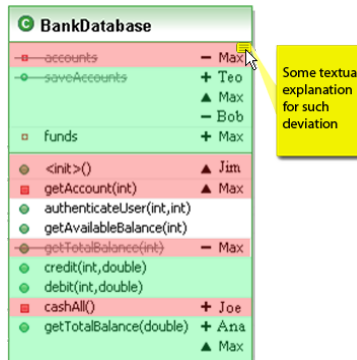 C BankDatabase
accounts − Max
saveAccounts + Teo
▲ Max
− Bob
funds + Max
<init>() ▲ Jim
getAccount(int) ▲ Max
authenticateUser(int,int)
getAvailableBalance(int)
getTotalBalance(int) − Max
credit(int,double)
debit(int,double)
cashAll() + Joe
getTotalBalance(double) + Ana
▲ Max
Some textua
explanation
for such
deviation